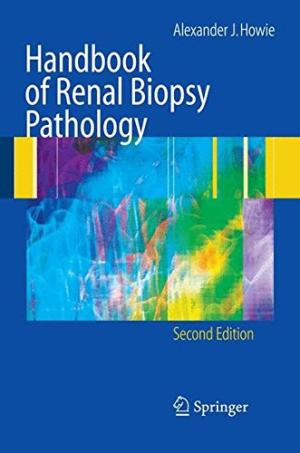 Alexander J. Howie
Handbook
of Renal Biopsy
Pathology
Second Edition
Springer